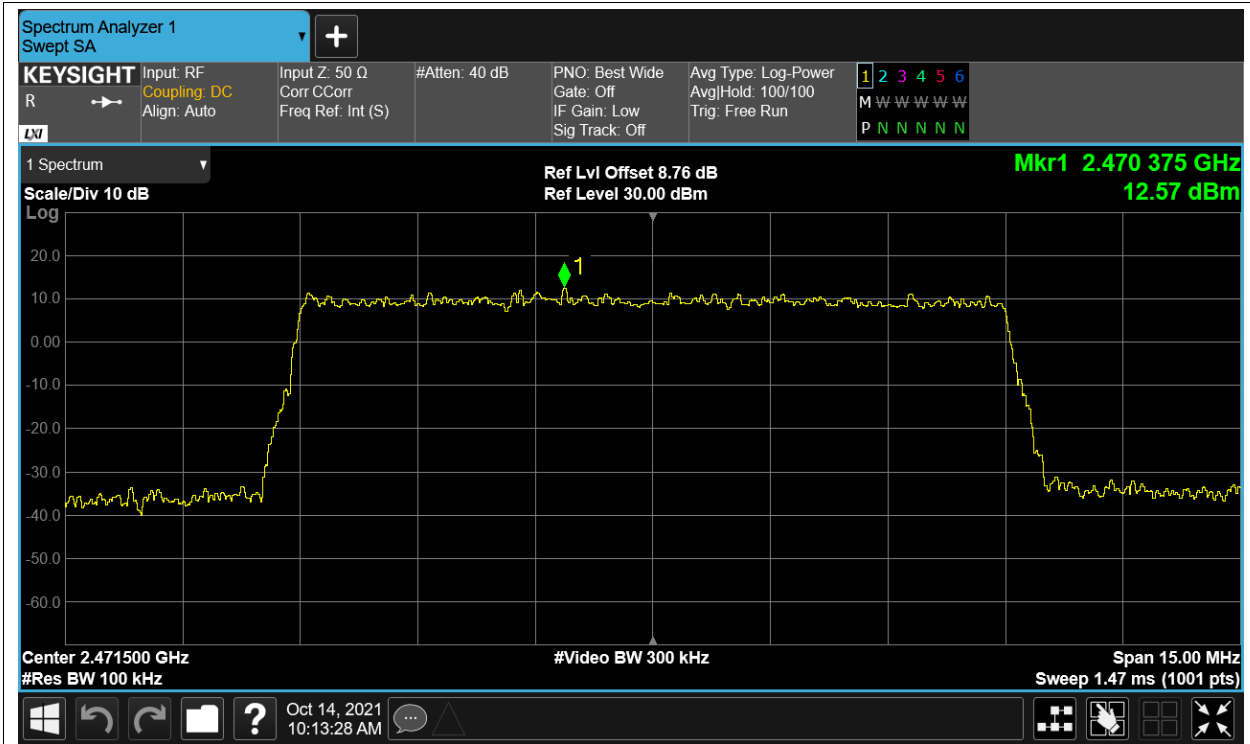 Spectrum Analyzer 1
Swept SA
KEYSIGHT
R
LXI
Input: RF
Coupling: DC
Align: Auto
Input Z: 50 Ω
Corr CCorr
Freq Ref: Int (S)
#Atten: 40 dB
PNO: Best Wide
Gate: Off
IF Gain: Low
Sig Track: Off
Avg Type: Log-Power
Avg|Hold: 100/100
Trig: Free Run
1 2 3 4 5 6
M W W W W W
P N N N N N
1 Spectrum
Scale/Div 10 dB
Log
Ref Lvl Offset 8.76 dB
Ref Level 30.00 dBm
Mkr1 2.470 375 GHz
12.57 dBm
1
20.0
10.0
0.00
-10.0
-20.0
-30.0
-40.0
-50.0
-60.0
Center 2.471500 GHz
#Res BW 100 kHz
#Video BW 300 kHz
Span 15.00 MHz
Sweep 1.47 ms (1001 pts)
?
Oct 14, 2021
10:13:28 AM